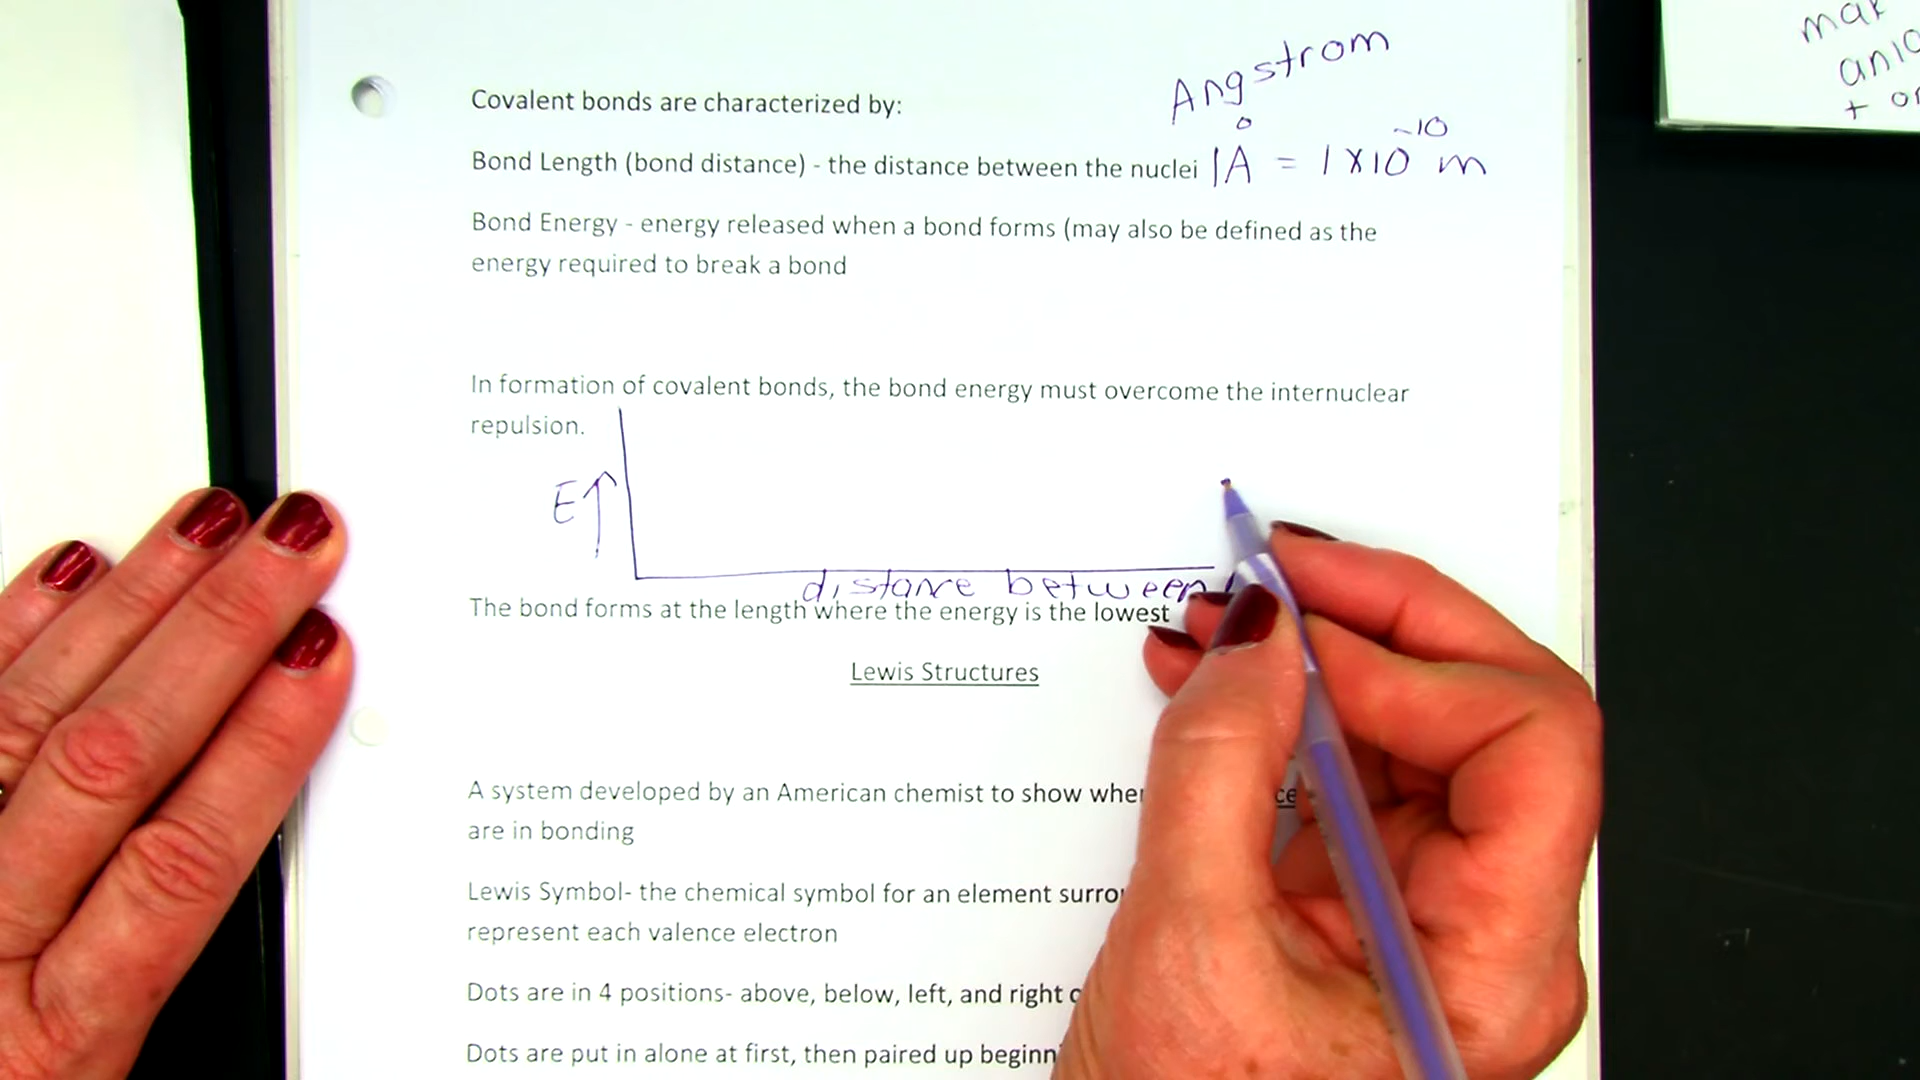 mar
anio
+ or
Angstrom
Covalent bonds are characterized by:
Bond Length (bond distance) - the distance between the nuclei 1Å = 1 X 10⁻¹⁰ m
Bond Energy - energy released when a bond forms (may also be defined as the
energy required to break a bond
In formation of covalent bonds, the bond energy must overcome the internuclear
repulsion.
E↑
distance between
The bond forms at the length where the energy is the lowest
Lewis Structures
A system developed by an American chemist to show
are in bonding
Lewis Symbol- the chemical symbol for an element
represent each valence electron
Dots are in 4 positions- above, below, left, and right
Dots are put in alone at first, then paired up